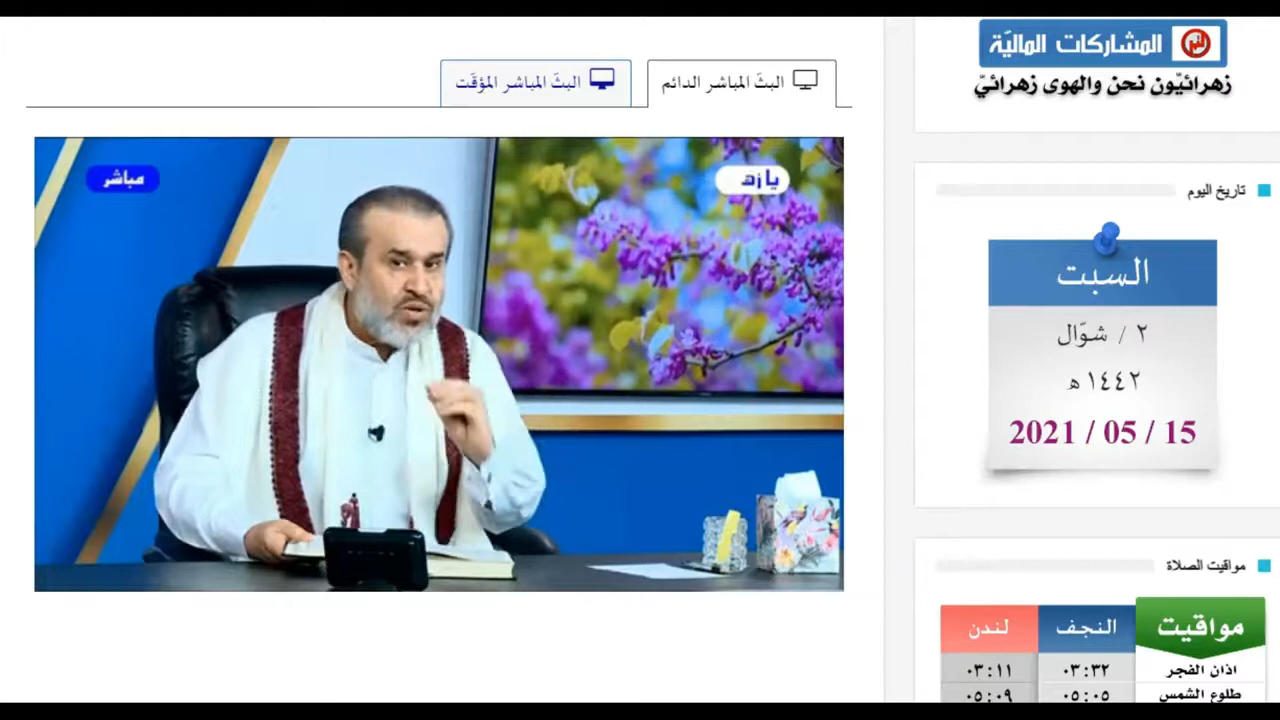 المشاركات الماليّة
زهرائيّون نحن والهوى زهرائيّ
البثّ المباشر الدائم
البثّ المباشر المؤقّت
يا زهراء
مباشر
تاريخ اليوم
السبت
٢ / شوّال
١٤٤٢ هـ
2021 / 05 / 15
مواقيت الصلاة
مواقيت النجف لندن
اذان الفجر ٠٣:٣٢ ٠٣:١١
طلوع الشمس ٠٥:٠٥ ٠٥:٠٩